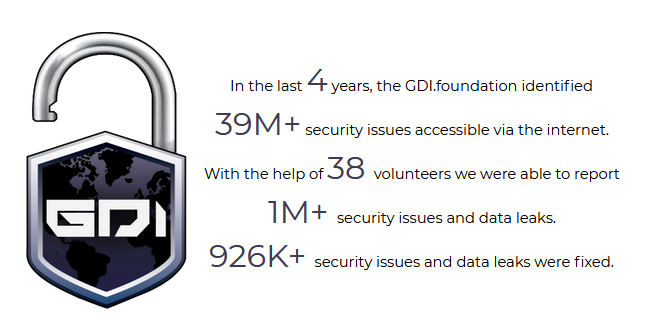 GDI
In the last 4 years, the GDI.foundation identified
39M+ security issues accessible via the internet.
With the help of 38 volunteers we were able to report
1M+ security issues and data leaks.
926K+ security issues and data leaks were fixed.